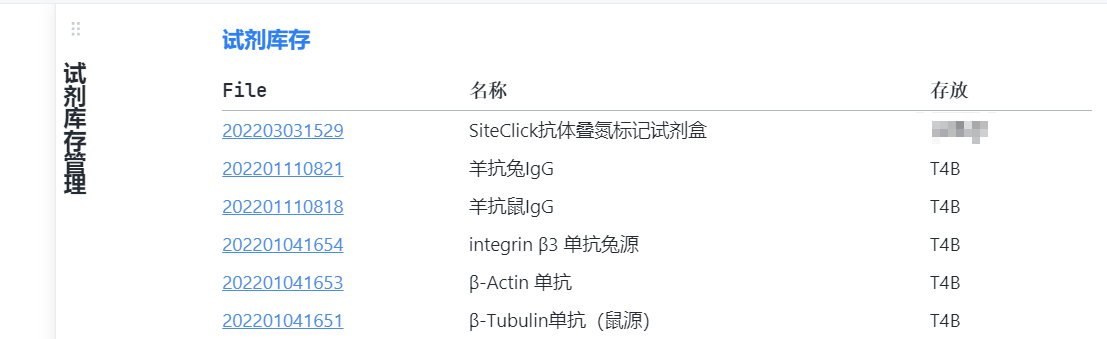 试剂库存管理
试剂库存
File 名称 存放
202203031529 SiteClick抗体叠氮标记试剂盒
202201110821 羊抗兔IgG T4B
202201110818 羊抗鼠IgG T4B
202201041654 integrin β3 单抗兔源 T4B
202201041653 β-Actin 单抗 T4B
202201041651 β-Tubulin单抗（鼠源） T4B